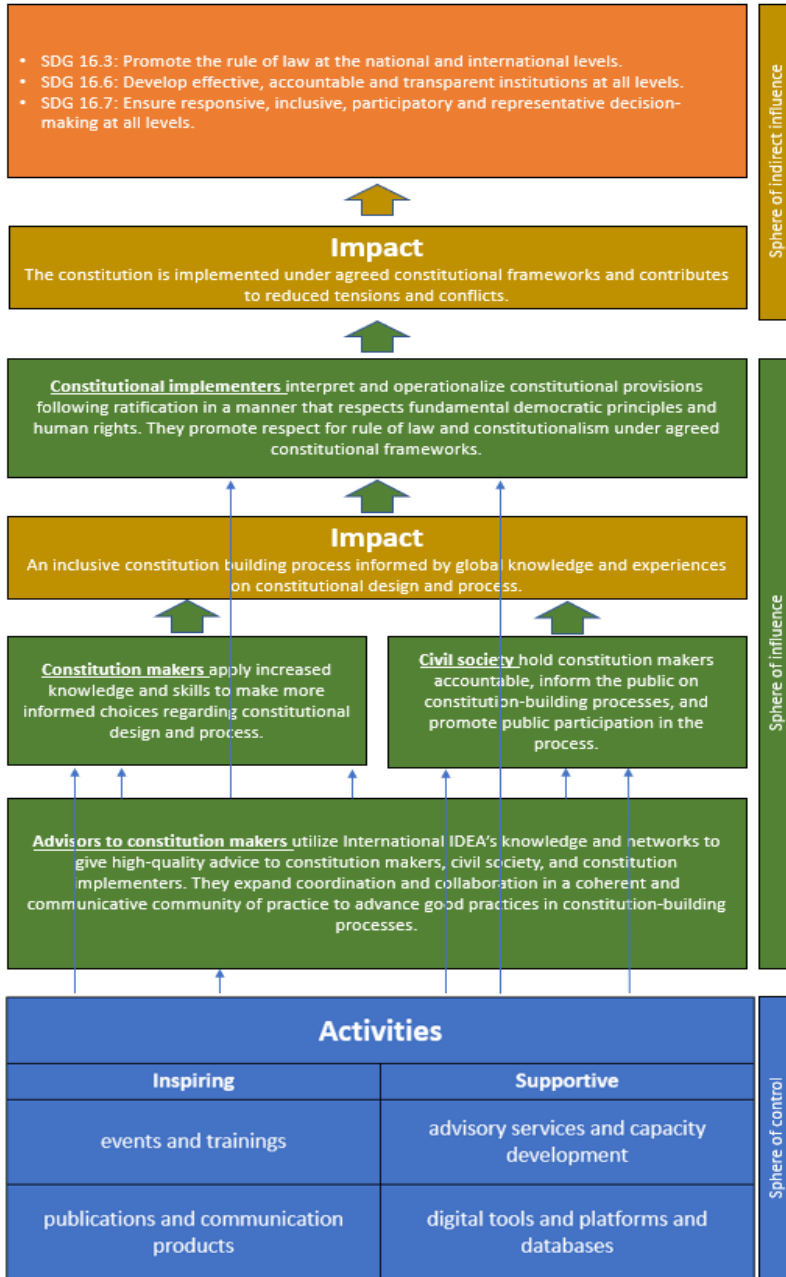 • SDG 16.3: Promote the rule of law at the national and international levels.
• SDG 16.6: Develop effective, accountable and transparent institutions at all levels.
• SDG 16.7: Ensure responsive, inclusive, participatory and representative decision-
making at all levels.
Sphere of indirect influence
Impact
The constitution is implemented under agreed constitutional frameworks and contributes
to reduced tensions and conflicts.
Constitutional implementers interpret and operationalize constitutional provisions
following ratification in a manner that respects fundamental democratic principles and
human rights. They promote respect for rule of law and constitutionalism under agreed
constitutional frameworks.
Impact
An inclusive constitution building process informed by global knowledge and experiences
on constitutional design and process.
Sphere of influence
Constitution makers apply increased
knowledge and skills to make more
informed choices regarding constitutional
design and process.
Civil society hold constitution makers
accountable, inform the public on
constitution-building processes, and
promote public participation in the
process.
Advisors to constitution makers utilize International IDEA’s knowledge and networks to
give high-quality advice to constitution makers, civil society, and constitution
implementers. They expand coordination and collaboration in a coherent and
communicative community of practice to advance good practices in constitution-building
processes.
Activities
Inspiring
Supportive
events and trainings
advisory services and capacity
development
publications and communication
products
digital tools and platforms and
databases
Sphere of control